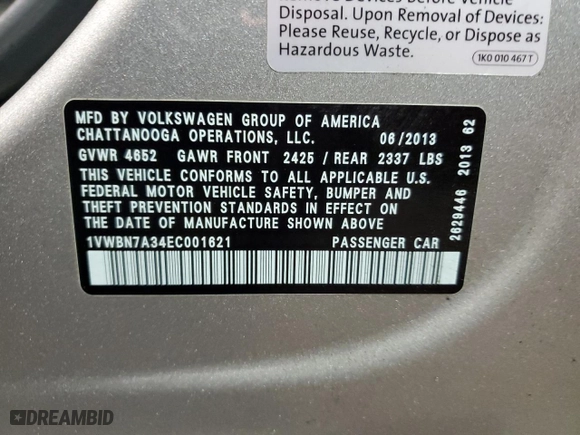 Disposal. Upon Removal of Devices:
Please Reuse, Recycle, or Dispose as
Hazardous Waste.
1K0 010 467 T
MFD BY VOLKSWAGEN GROUP OF AMERICA
CHATTANOOGA OPERATIONS, LLC. 06/2013
GVWR 4652 GAWR FRONT 2425 / REAR 2337 LBS
THIS VEHICLE CONFORMS TO ALL APPLICABLE U.S.
FEDERAL MOTOR VEHICLE SAFETY, BUMPER AND
THEFT PREVENTION STANDARDS IN EFFECT ON
THE DATE OF MANUFACTURE SHOWN ABOVE
1VWBN7A34EC001621 PASSENGER CAR
2629446 2013 62
DREAMBID